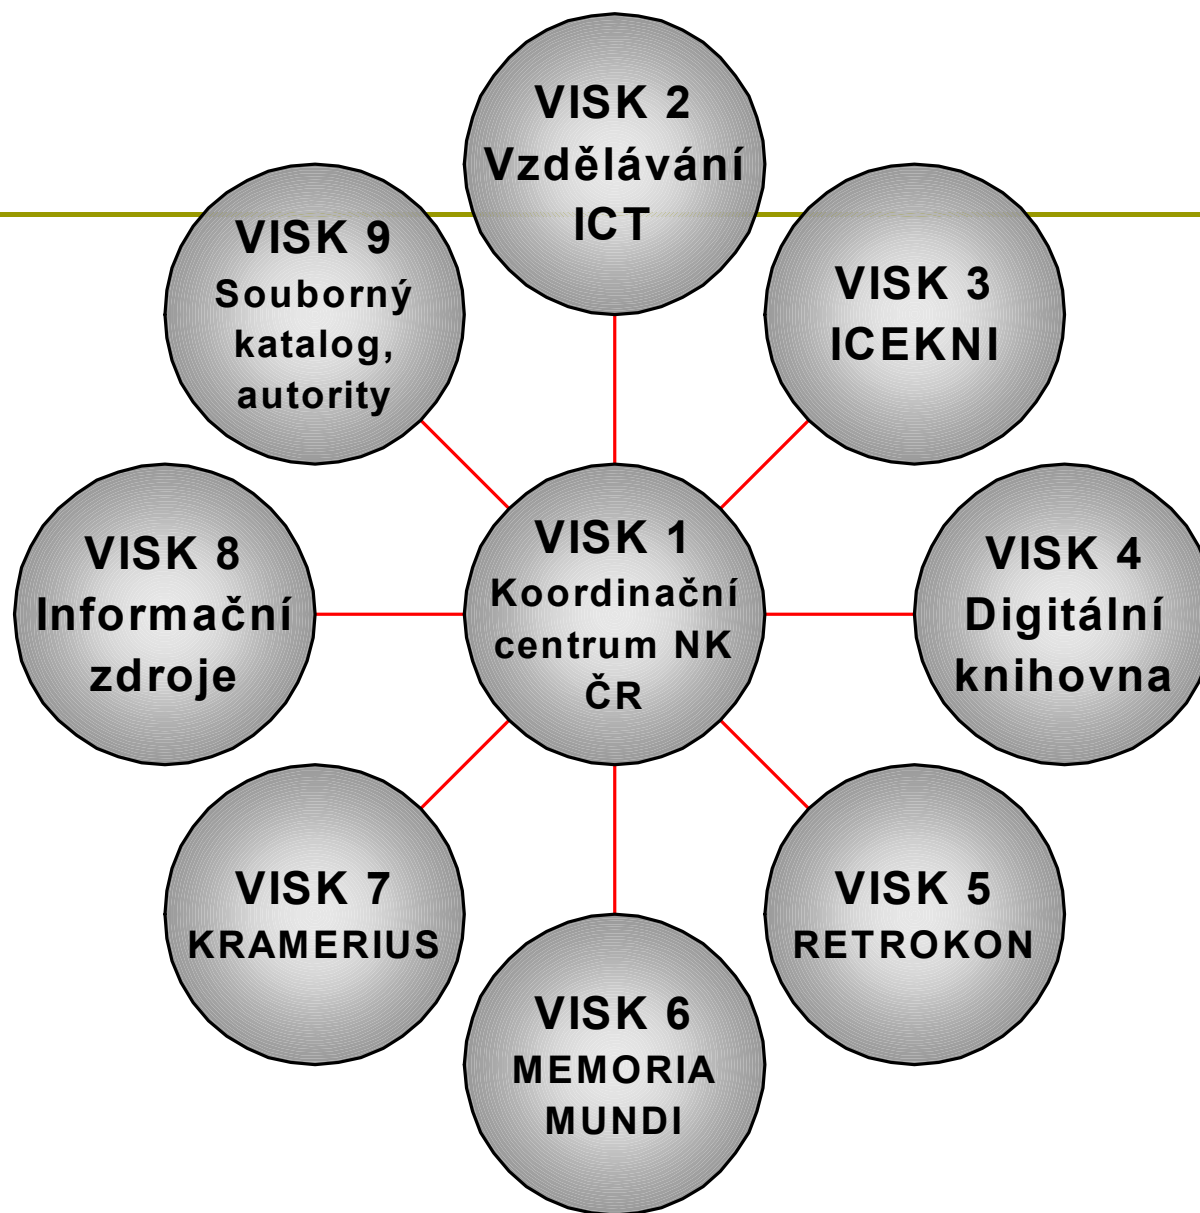 VISK 2
Vzdělávání
ICT
VISK 9
Souborný
katalog,
autority
VISK 3
ICEKNI
VISK 8
Informační
zdroje
VISK 1
Koordinační
centrum NK
ČR
VISK 4
Digitální
knihovna
VISK 7
KRAMERIUS
VISK 5
RETROKON
VISK 6
MEMORIA
MUNDI